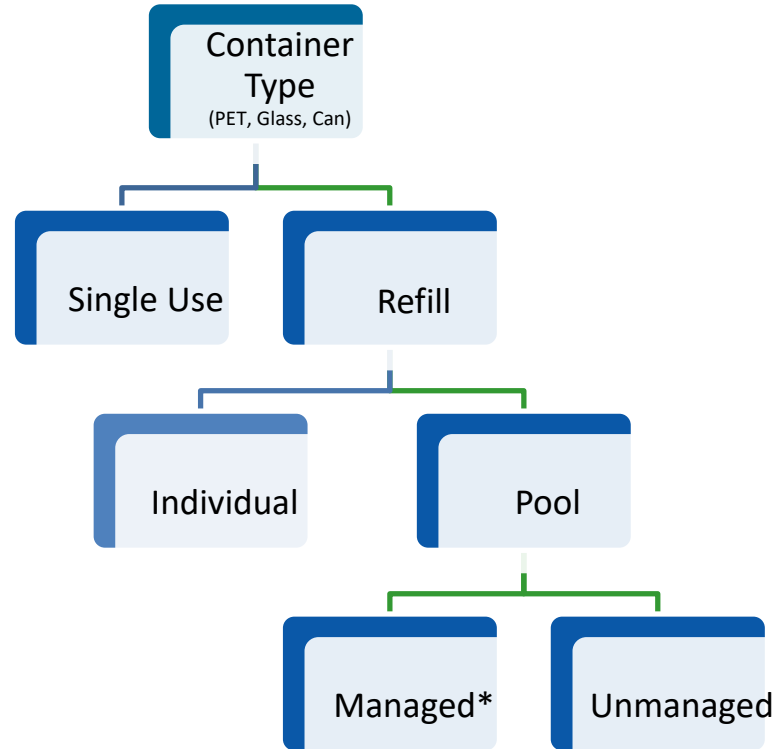 Container
Type
(PET, Glass, Can)
Single Use
Refill
Individual
Pool
Managed*
Unmanaged